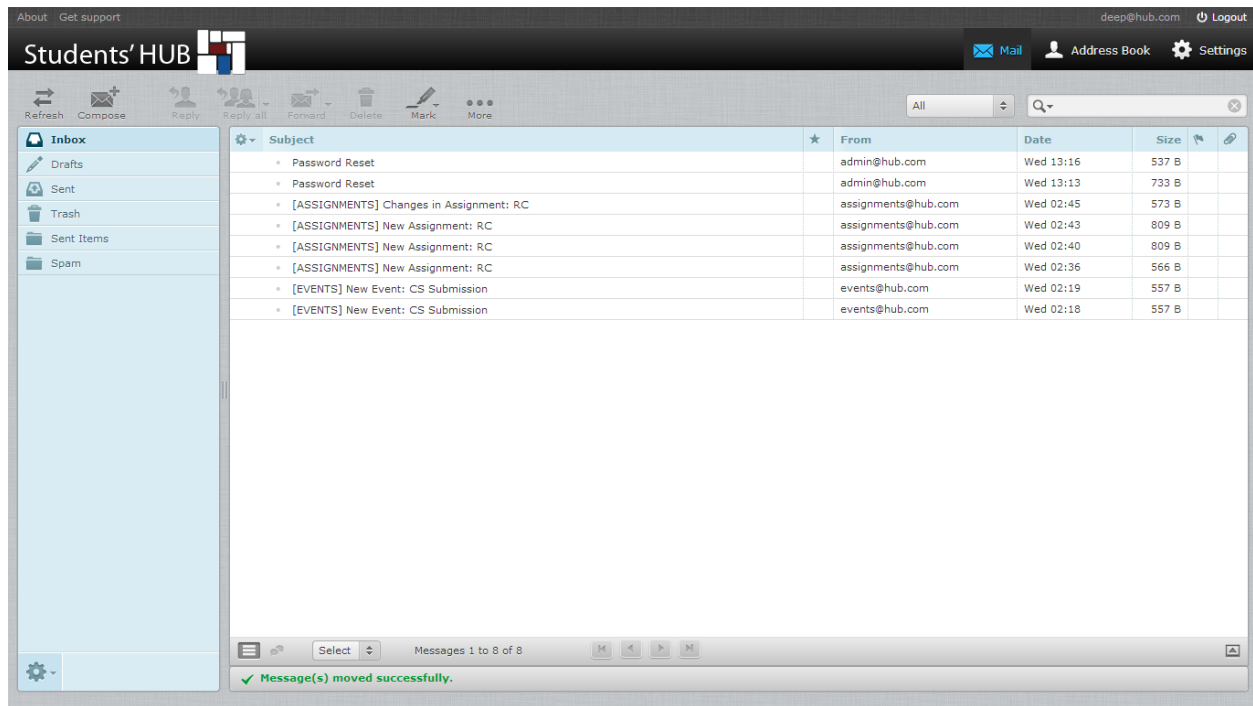 About Get support deep@hub.com Logout
Students' HUB Mail Address Book Settings
Refresh Compose Reply Reply all Forward Delete Mark More All
Inbox
Drafts
Sent
Trash
Sent Items
Spam
Subject From Date Size
Password Reset admin@hub.com Wed 13:16 537 B
Password Reset admin@hub.com Wed 13:13 733 B
[ASSIGNMENTS] Changes in Assignment: RC assignments@hub.com Wed 02:45 573 B
[ASSIGNMENTS] New Assignment: RC assignments@hub.com Wed 02:43 809 B
[ASSIGNMENTS] New Assignment: RC assignments@hub.com Wed 02:40 809 B
[ASSIGNMENTS] New Assignment: RC assignments@hub.com Wed 02:36 566 B
[EVENTS] New Event: CS Submission events@hub.com Wed 02:19 557 B
[EVENTS] New Event: CS Submission events@hub.com Wed 02:18 557 B
Select Messages 1 to 8 of 8
Message(s) moved successfully.